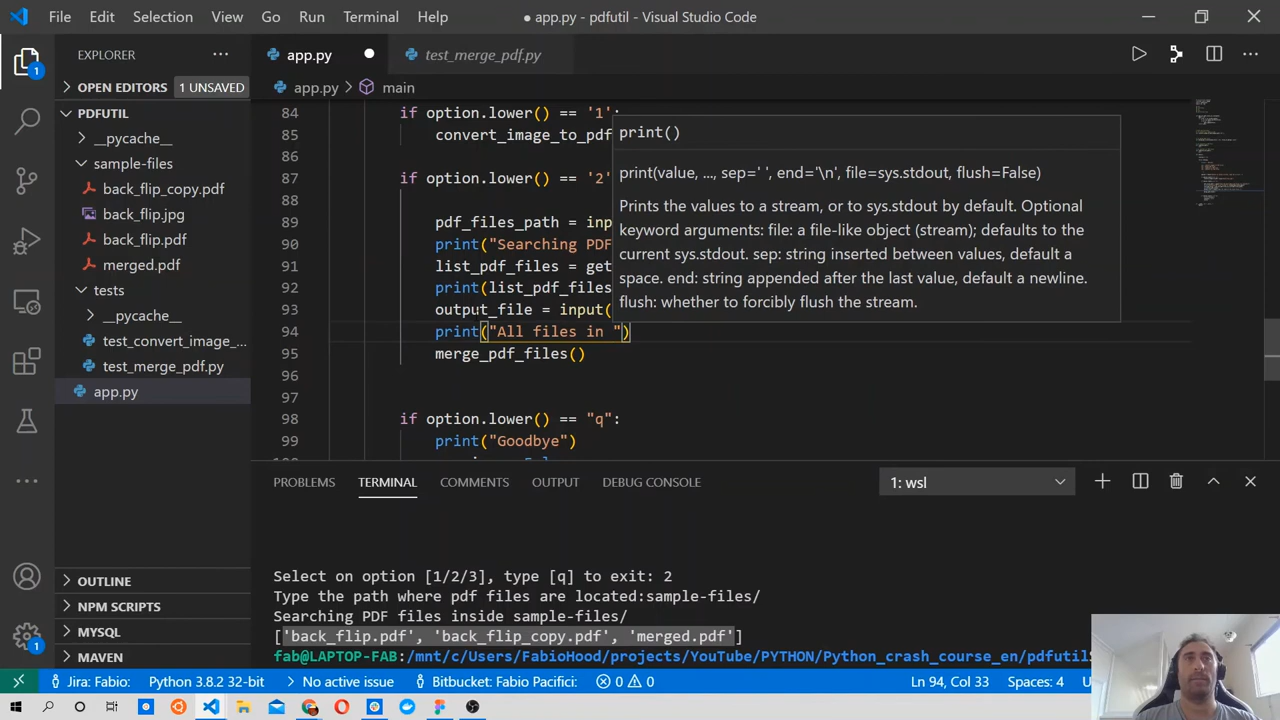 File Edit Selection View Go Run Terminal Help
● app.py - pdfutil - Visual Studio Code
EXPLORER
app.py
test_merge_pdf.py
OPEN EDITORS 1 UNSAVED
app.py > main
PDFUTIL
__pycache__
sample-files
back_flip_copy.pdf
back_flip.jpg
back_flip.pdf
merged.pdf
tests
__pycache__
test_convert_image_...
test_merge_pdf.py
app.py
OUTLINE
NPM SCRIPTS
MYSQL
MAVEN
1
1
84 if option.lower() == '1':
85 convert_image_to_pdf
86
87 if option.lower() == '2'
88
89 pdf_files_path = inp
90 print("Searching PDF
91 list_pdf_files = get
92 print(list_pdf_files
93 output_file = input(
94 print("All files in ")
95 merge_pdf_files()
96
97
98 if option.lower() == "q":
99 print("Goodbye")
print()
print(value, ..., sep=' ', end='\n', file=sys.stdout, flush=False)
Prints the values to a stream, or to sys.stdout by default. Optional
keyword arguments: file: a file-like object (stream); defaults to the
current sys.stdout. sep: string inserted between values, default a
space. end: string appended after the last value, default a newline.
flush: whether to forcibly flush the stream.
PROBLEMS TERMINAL COMMENTS OUTPUT DEBUG CONSOLE
1: wsl
Select on option [1/2/3], type [q] to exit: 2
Type the path where pdf files are located:sample-files/
Searching PDF files inside sample-files/
['back_flip.pdf', 'back_flip_copy.pdf', 'merged.pdf']
fab@LAPTOP-FAB:/mnt/c/Users/FabioHood/projects/YouTube/PYTHON/Python_crash_course_en/pdfutil$
Jira: Fabio: Python 3.8.2 32-bit No active issue Bitbucket: Fabio Pacifici: 0 0 Ln 94, Col 33 Spaces: 4